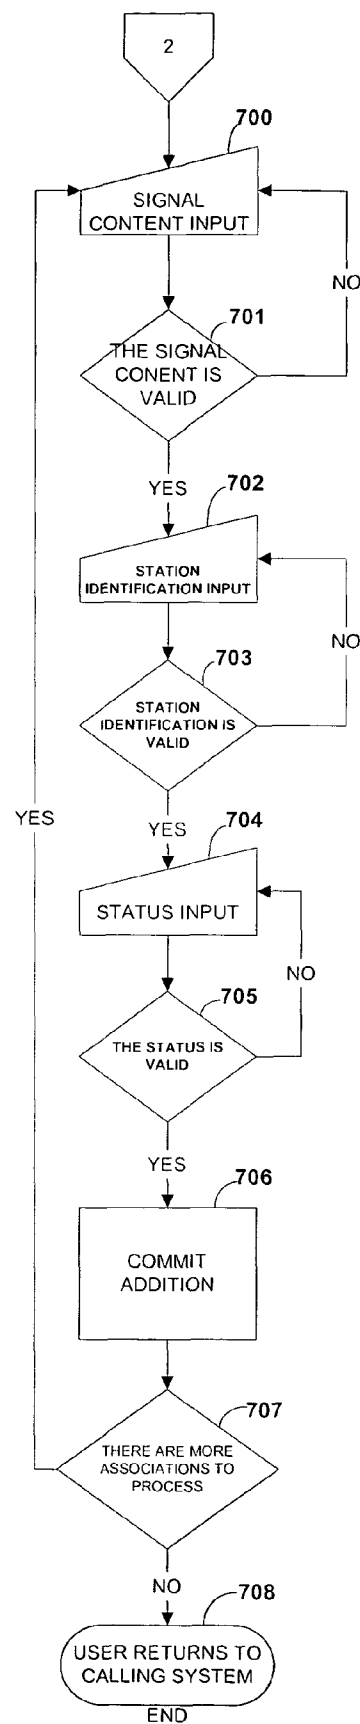 2
700
SIGNAL
CONTENT INPUT
NO
701
THE SIGNAL
CONENT IS
VALID
YES
702
STATION
IDENTIFICATION INPUT
NO
703
STATION
IDENTIFICATION IS
VALID
YES
YES
704
STATUS INPUT
NO
705
THE STATUS IS
VALID
YES
706
COMMIT
ADDITION
707
THERE ARE MORE
ASSOCIATIONS TO
PROCESS
NO
708
USER RETURNS TO
CALLING SYSTEM
END